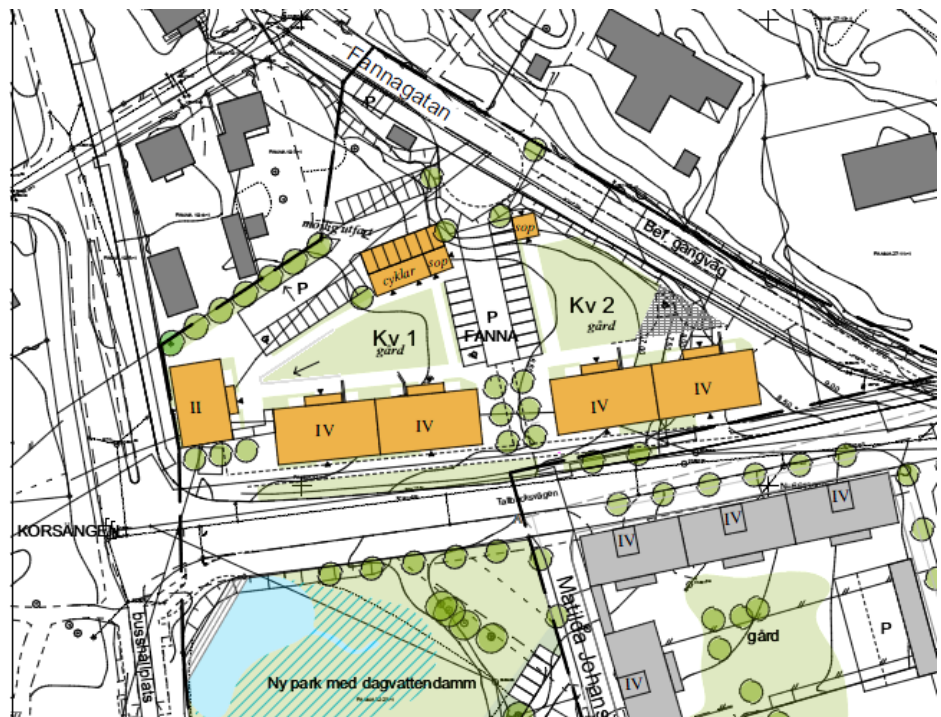 Fannagatan
P
Bef. gångväg
möjlig utfart
sop
cyklar
sop
P
P
FANNA
Kv 1
gård
Kv 2
gård
II
IV
IV
IV
IV
Tallbacksvägen
KORSÄNGEN
IV
IV
IV
busshållplats
Matilda Johans
gård
P
Ny park med dagvattendamm
IV